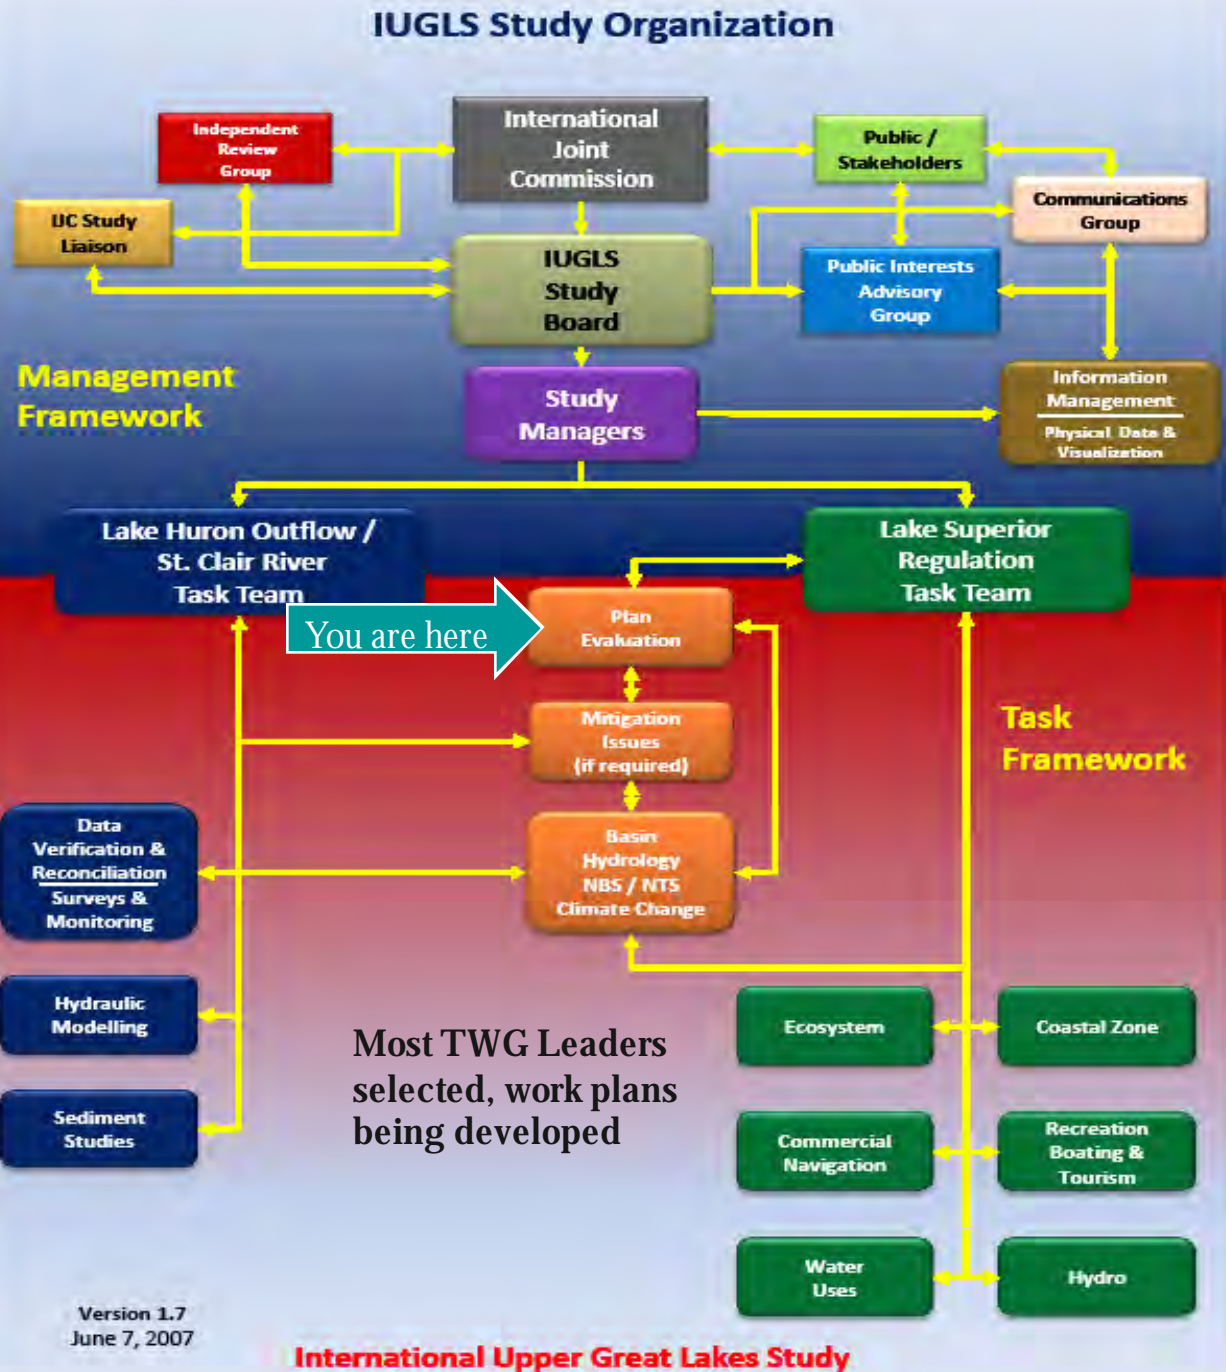 IUGLS Study Organization
Independent
Review
Group
International
Joint
Commission
Public /
Stakeholders
Communications
Group
IJC Study
Liaison
IUGLS
Study
Board
Public Interests
Advisory
Group
Management
Framework
Study
Managers
Information
Management
Physical Data &
Visualization
Lake Huron Outflow /
St. Clair River
Task Team
Lake Superior
Regulation
Task Team
You are here
Plan
Evaluation
Mitigation
Issues
(if required)
Task
Framework
Data
Verification &
Reconciliation
Surveys &
Monitoring
Basin
Hydrology
NBS / NTS
Climate Change
Hydraulic
Modelling
Sediment
Studies
Most TWG Leaders
selected, work plans
being developed
Ecosystem
Coastal Zone
Commercial
Navigation
Recreation
Boating &
Tourism
Water
Uses
Hydro
Version 1.7
June 7, 2007
International Upper Great Lakes Study